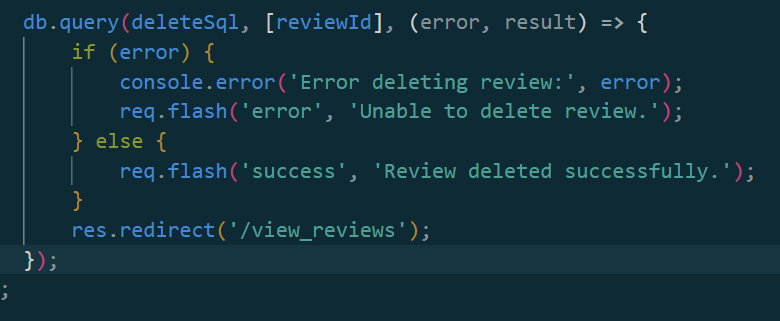 db.query(deleteSql, [reviewId], (error, result) => {
if (error) {
console.error('Error deleting review:', error);
req.flash('error', 'Unable to delete review.');
} else {
req.flash('success', 'Review deleted successfully.');
}
res.redirect('/view_reviews');
});
;